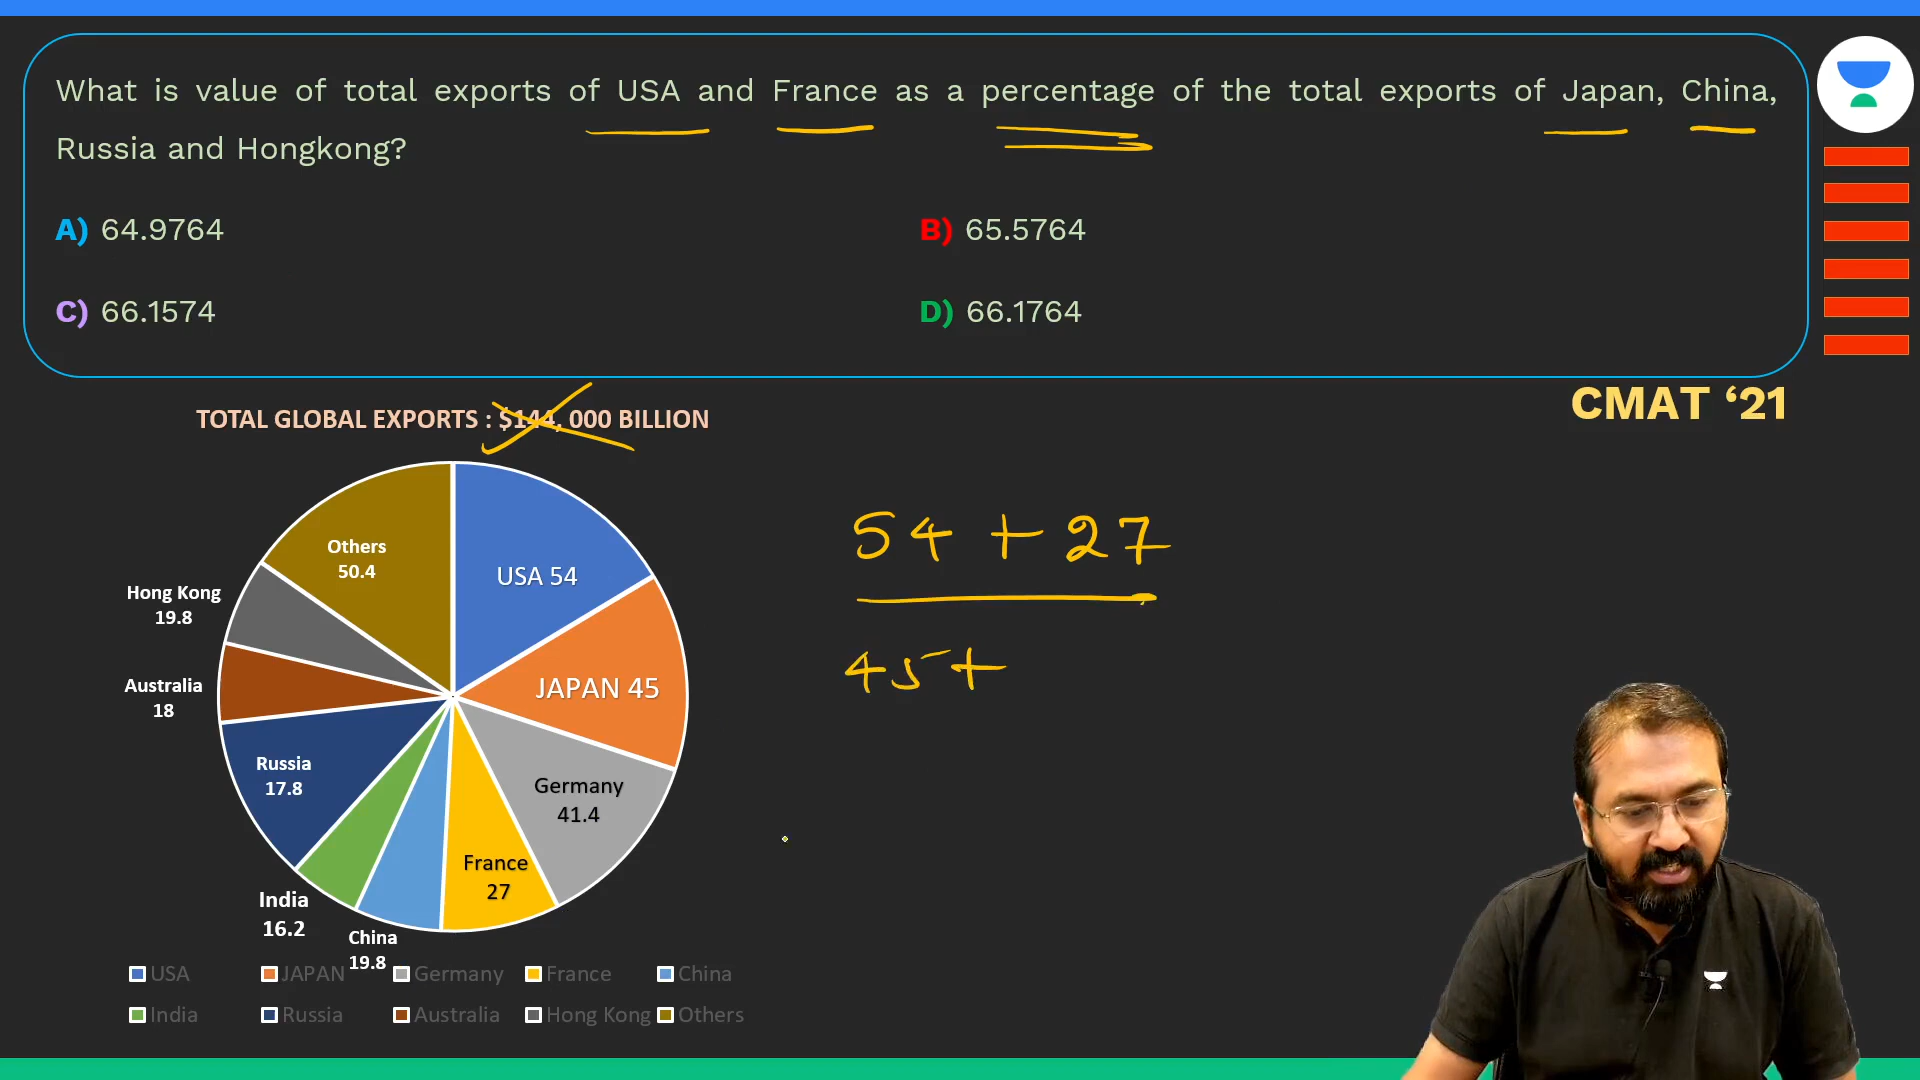 What is value of total exports of USA and France as a percentage of the total exports of Japan, China,
Russia and Hongkong?
A) 64.9764
B) 65.5764
C) 66.1574
D) 66.1764
CMAT ‘21
TOTAL GLOBAL EXPORTS : $144, 000 BILLION
Others
50.4
USA 54
Hong Kong
19.8
JAPAN 45
Australia
18
Russia
17.8
Germany
41.4
France
27
India
16.2
China
19.8
USA
JAPAN
Germany
France
China
India
Russia
Australia
Hong Kong
Others
54 + 27
45 +